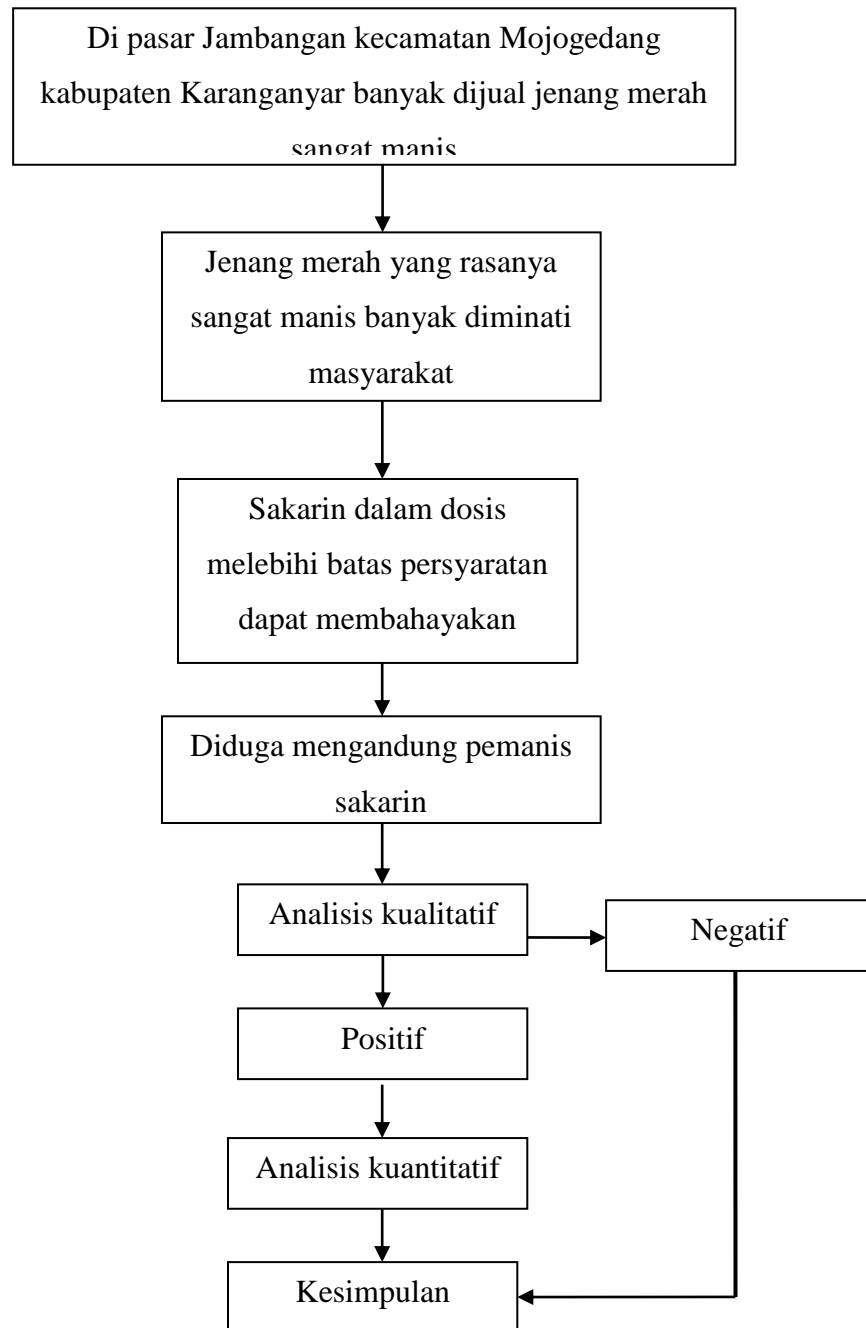 Di pasar Jambangan kecamatan Mojogedang
kabupaten Karanganyar banyak dijual jenang merah
sangat manis
Jenang merah yang rasanya
sangat manis banyak diminati
masyarakat
Sakarin dalam dosis
melebihi batas persyaratan
dapat membahayakan
Diduga mengandung pemanis
sakarin
Analisis kualitatif
Negatif
Positif
Analisis kuantitatif
Kesimpulan